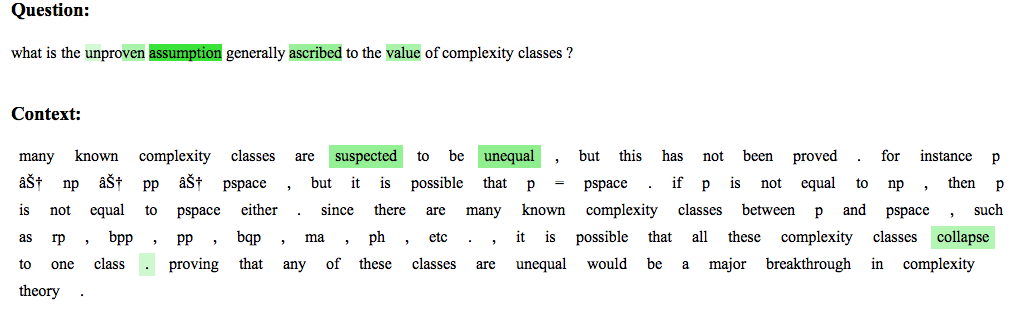 Question:
what is the unproven assumption generally ascribed to the value of complexity classes ?
Context:
many known complexity classes are suspected to be unequal , but this has not been proved . for instance p
âŠ† np âŠ† pp âŠ† pspace , but it is possible that p = pspace . if p is not equal to np , then p
is not equal to pspace either . since there are many known complexity classes between p and pspace , such
as rp , bpp , pp , bqp , ma , ph , etc . , it is possible that all these complexity classes collapse
to one class . proving that any of these classes are unequal would be a major breakthrough in complexity
theory .